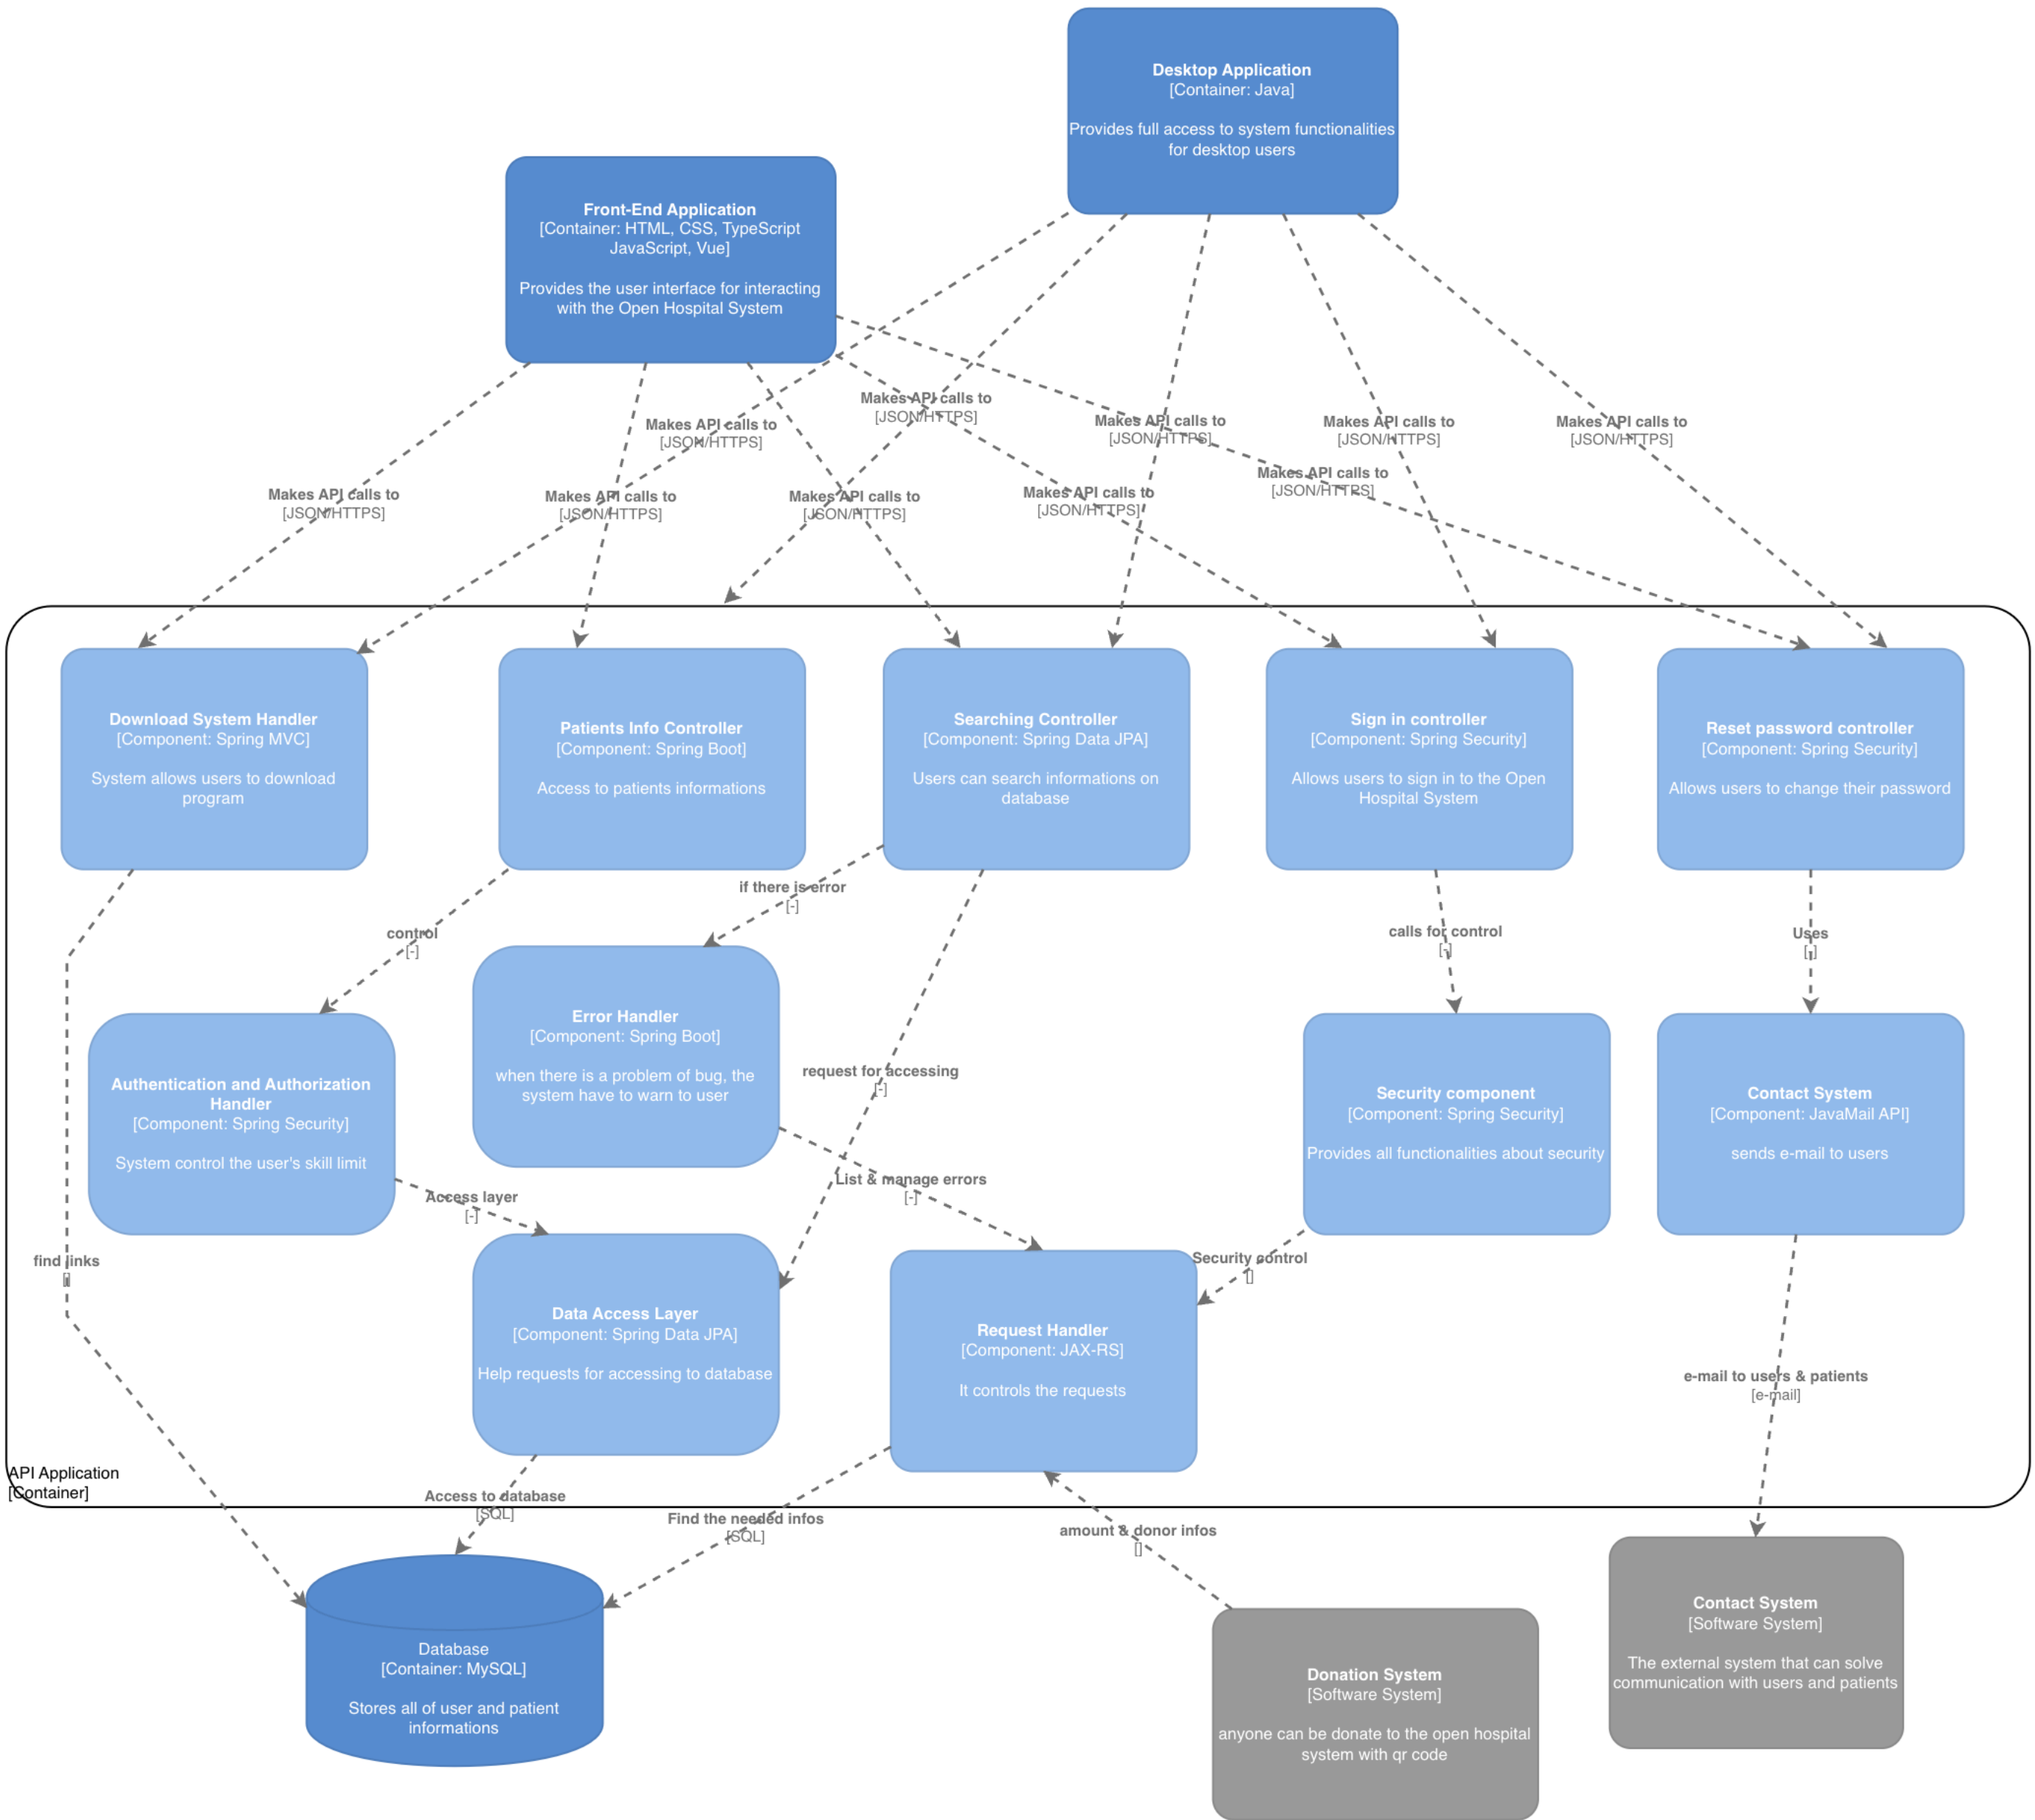 Desktop Application
[Container: Java]
Provides full access to system functionalities
for desktop users
Front-End Application
[Container: HTML, CSS, TypeScript
JavaScript, Vue]
Provides the user interface for interacting
with the Open Hospital System
Makes API calls to
[JSON/HTTPS]
Makes API calls to
[JSON/HTTPS]
Makes API calls to
[JSON/HTTPS]
Makes API calls to
[JSON/HTTPS]
Makes API calls to
[JSON/HTTPS]
Makes API calls to
[JSON/HTTPS]
Makes API calls to
[JSON/HTTPS]
Makes API calls to
[JSON/HTTPS]
Makes API calls to
[JSON/HTTPS]
Makes API calls to
[JSON/HTTPS]
Download System Handler
[Component: Spring MVC]
System allows users to download
program
Patients Info Controller
[Component: Spring Boot]
Access to patients informations
Searching Controller
[Component: Spring Data JPA]
Users can search informations on
database
Sign in controller
[Component: Spring Security]
Allows users to sign in to the Open
Hospital System
Reset password controller
[Component: Spring Security]
Allows users to change their password
if there is error
[-]
control
[-]
calls for control
[-]
Uses
[-]
Error Handler
[Component: Spring Boot]
when there is a problem of bug, the
system have to warn to user
request for accessing
[-]
Authentication and Authorization
Handler
[Component: Spring Security]
System control the user's skill limit
Security component
[Component: Spring Security]
Provides all functionalities about security
Contact System
[Component: JavaMail API]
sends e-mail to users
List & manage errors
[-]
Access layer
[-]
find links
[]
Security control
[]
Data Access Layer
[Component: Spring Data JPA]
Help requests for accessing to database
Request Handler
[Component: JAX-RS]
It controls the requests
e-mail to users & patients
[e-mail]
API Application
[Container]
Access to database
[SQL]
Find the needed infos
[SQL]
amount & donor infos
[]
Database
[Container: MySQL]
Stores all of user and patient
informations
Donation System
[Software System]
anyone can be donate to the open hospital
system with qr code
Contact System
[Software System]
The external system that can solve
communication with users and patients